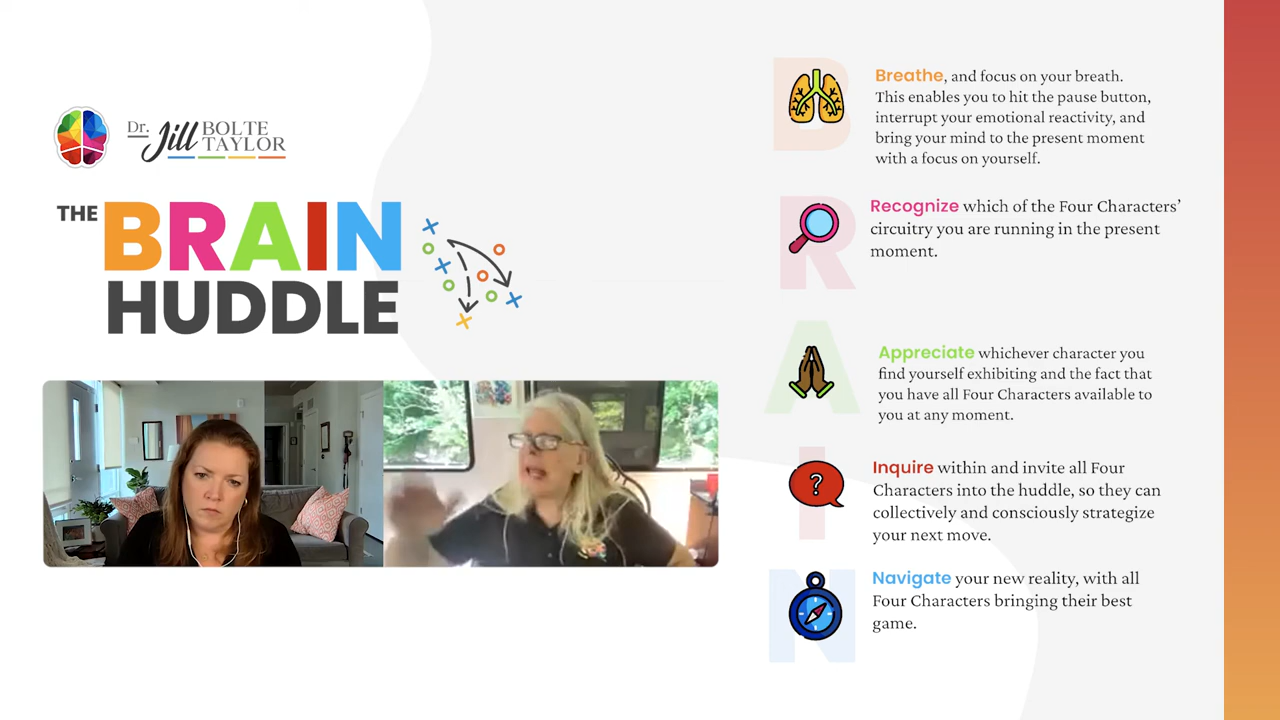 Dr. Jill BOLTE TAYLOR
THE BRAIN
HUDDLE
B
Breathe, and focus on your breath.
This enables you to hit the pause button,
interrupt your emotional reactivity, and
bring your mind to the present moment
with a focus on yourself.
R
Recognize which of the Four Characters’
circuitry you are running in the present
moment.
A
Appreciate whichever character you
find yourself exhibiting and the fact that
you have all Four Characters available to
you at any moment.
I
?
Inquire within and invite all Four
Characters into the huddle, so they can
collectively and consciously strategize
your next move.
N
Navigate your new reality, with all
Four Characters bringing their best
game.